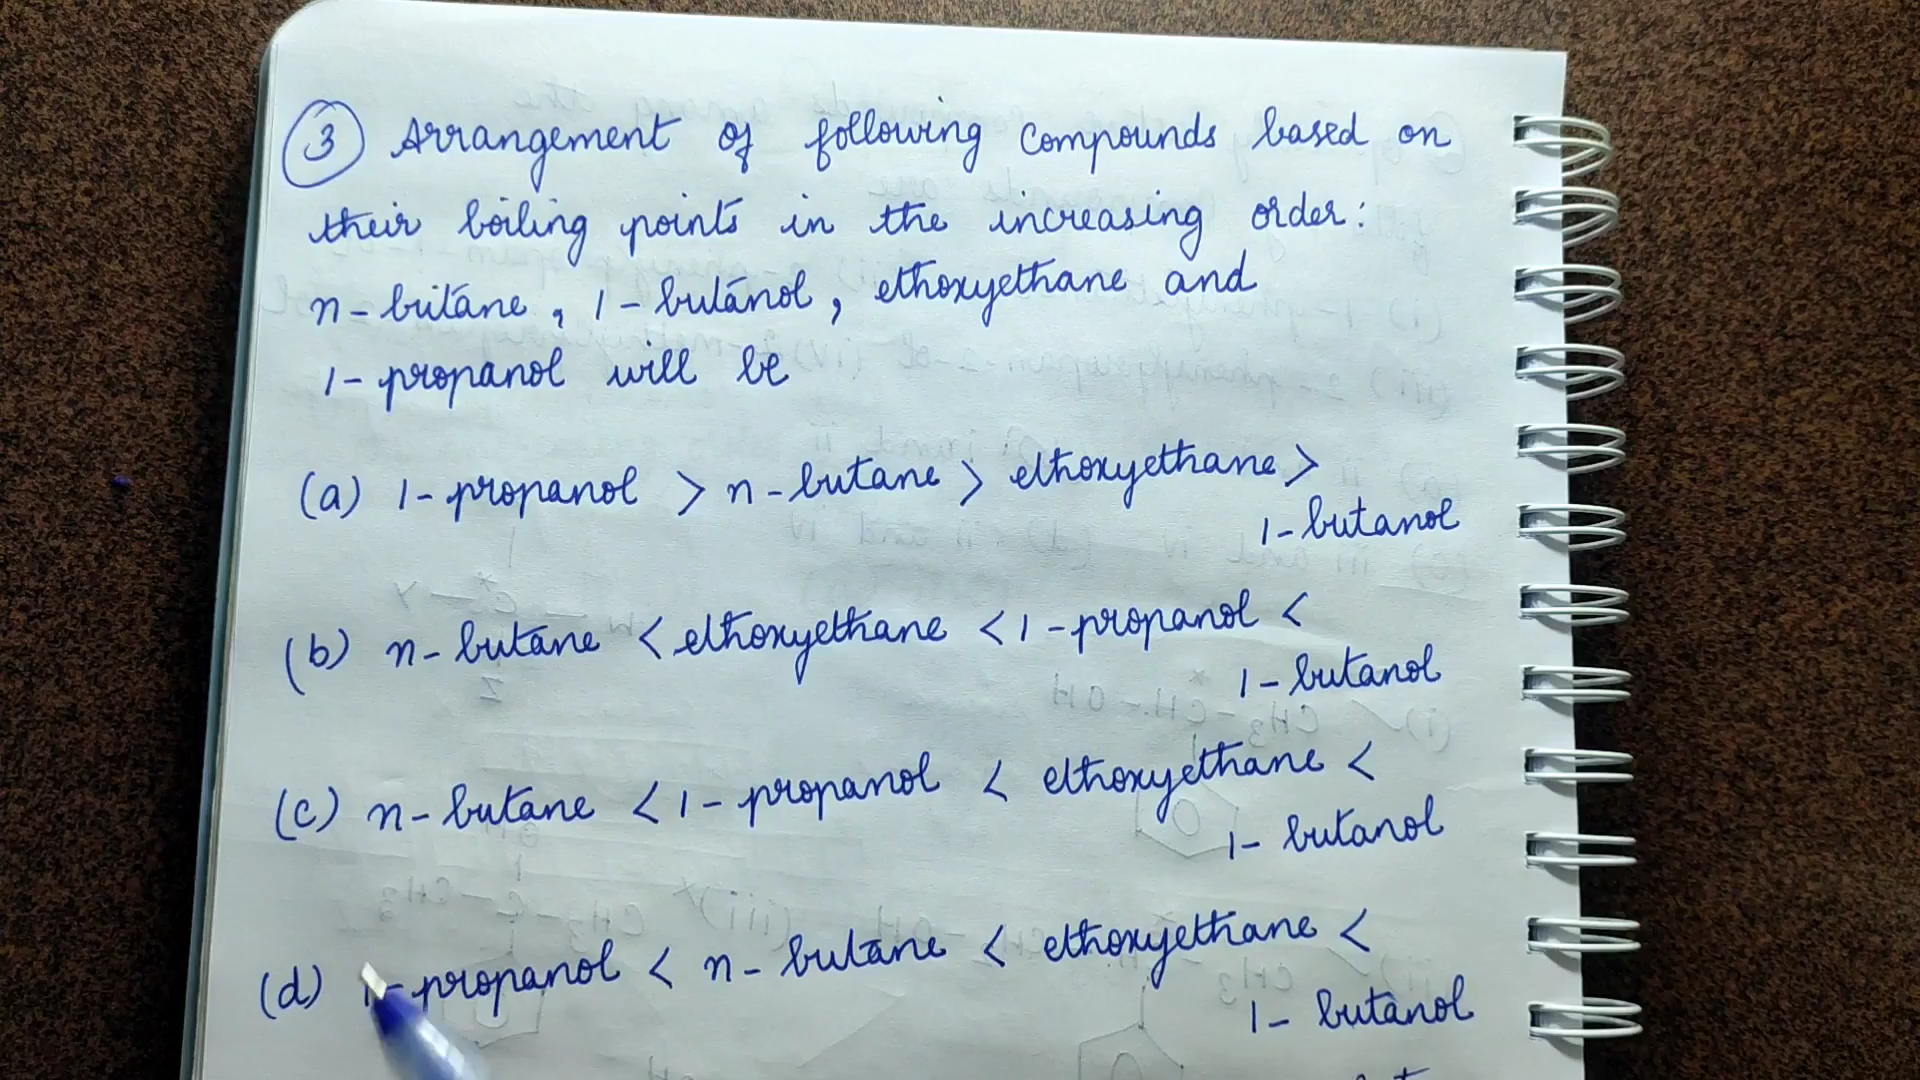 3 Arrangement of following compounds based on
their boiling points in the increasing order:
n-butane, 1-butanol, ethoxyethane and
1-propanol will be
(a) 1-propanol > n-butane > ethoxyethane >
1-butanol
(b) n-butane < ethoxyethane < 1-propanol <
1-butanol
(c) n-butane < 1-propanol < ethoxyethane <
1-butanol
(d) 1-propanol < n-butane < ethoxyethane <
1-butanol